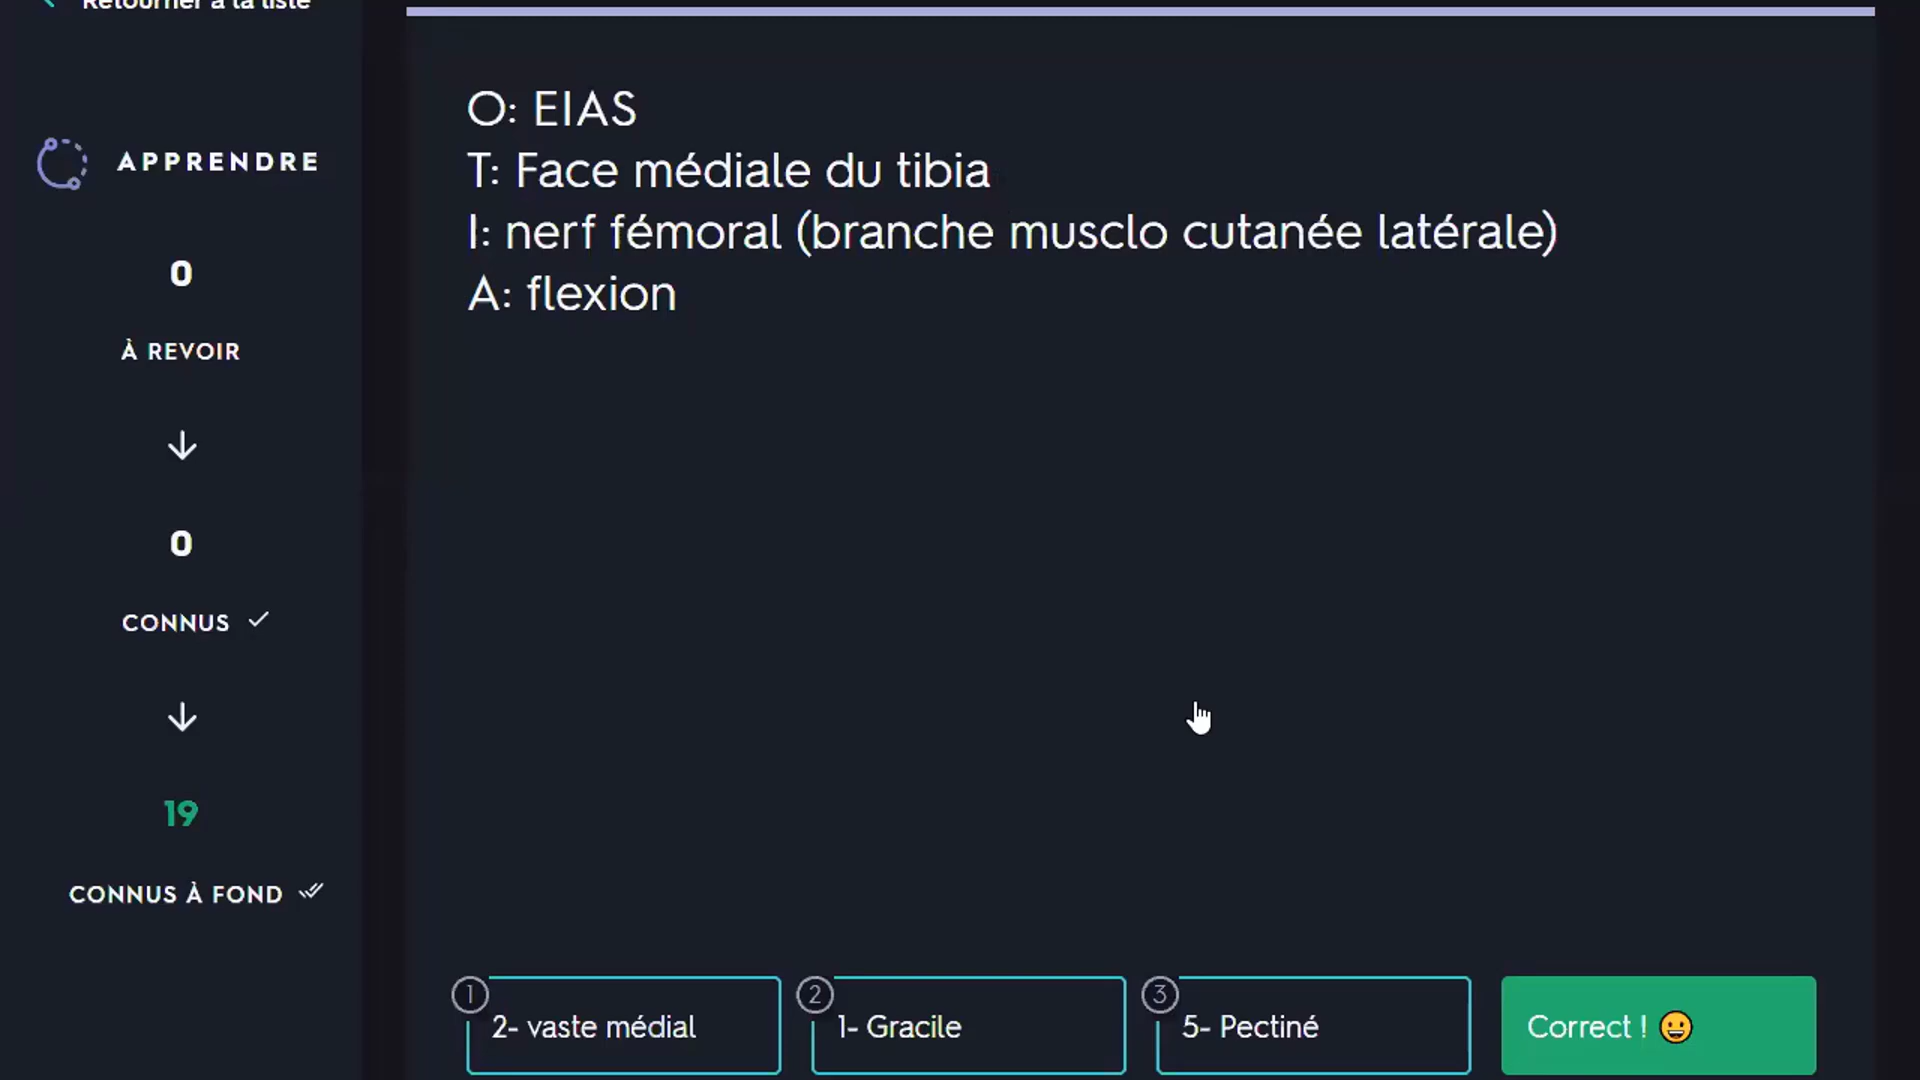 Retourner à la liste
APPRENDRE
0
À REVOIR
0
CONNUS
19
CONNUS À FOND
O: EIAS
T: Face médiale du tibia
I: nerf fémoral (branche musclo cutanée latérale)
A: flexion
1
2- vaste médial
2
1- Gracile
3
5- Pectiné
Correct ! 😀